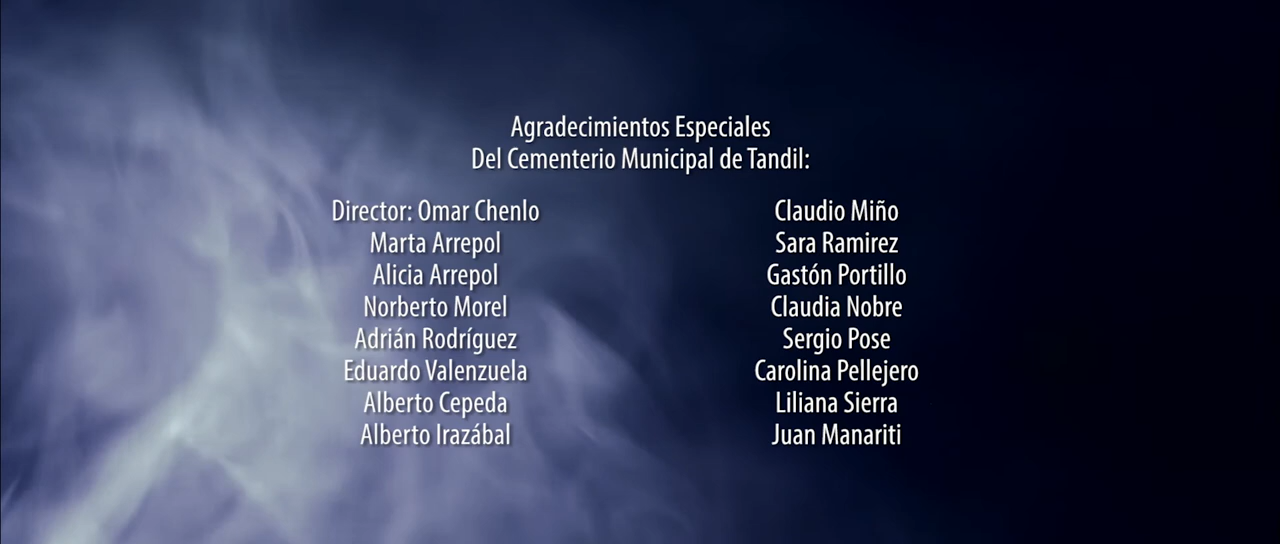 Agradecimientos Especiales
Del Cementerio Municipal de Tandil:
Director: Omar Chenlo
Marta Arrepol
Alicia Arrepol
Norberto Morel
Adrián Rodríguez
Eduardo Valenzuela
Alberto Cepeda
Alberto Irazábal
Claudio Miño
Sara Ramirez
Gastón Portillo
Claudia Nobre
Sergio Pose
Carolina Pellejero
Liliana Sierra
Juan Manariti